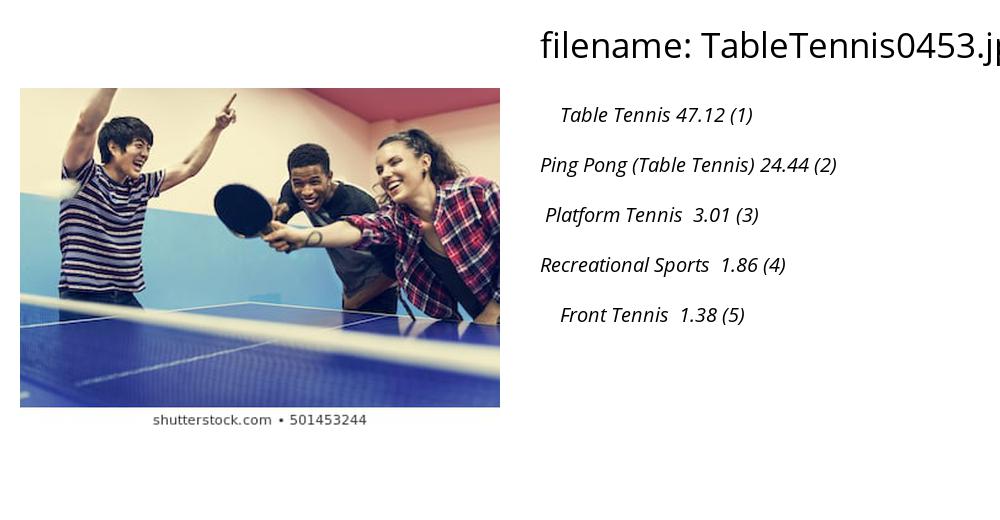 filename: TableTennis0453.j
Table Tennis 47.12 (1)
Ping Pong (Table Tennis) 24.44 (2)
Platform Tennis 3.01 (3)
Recreational Sports 1.86 (4)
Front Tennis 1.38 (5)
shutterstock.com • 501453244